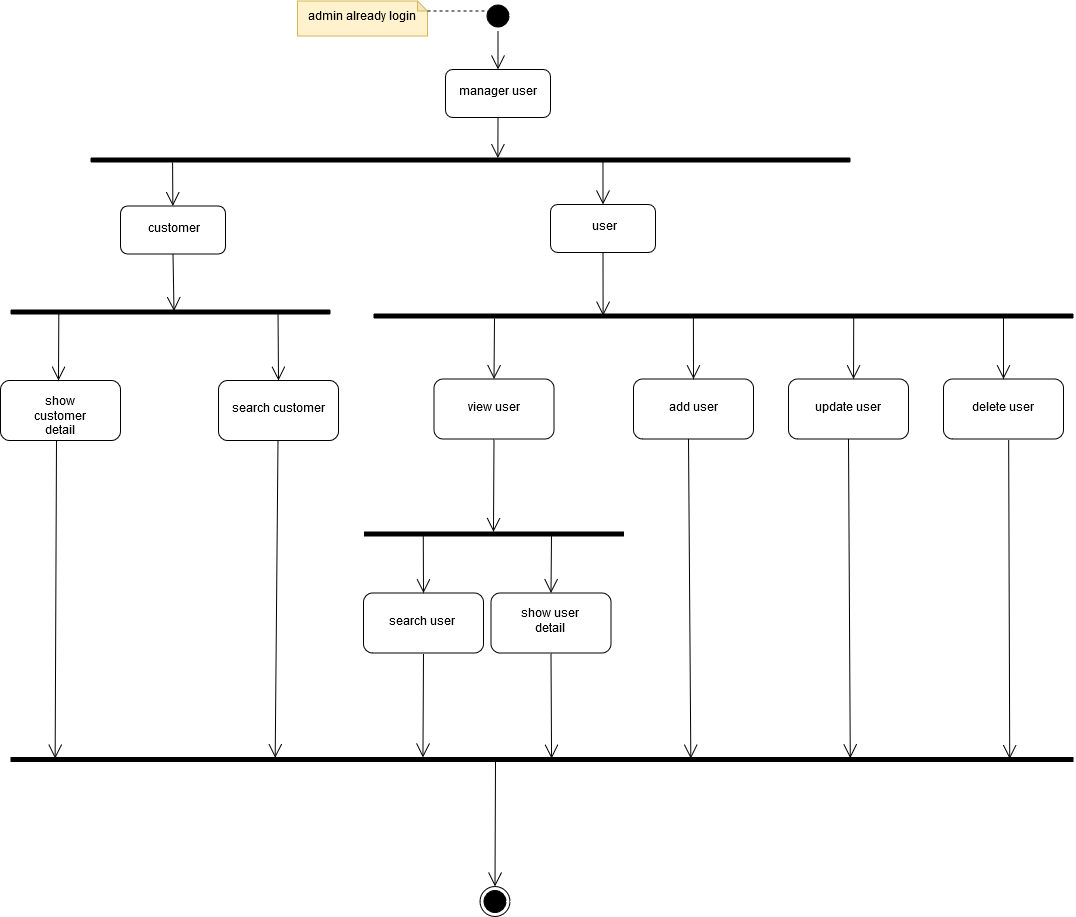 admin already login
manager user
customer
user
show
customer
detail
search customer
view user
add user
update user
delete user
search user
show user
detail